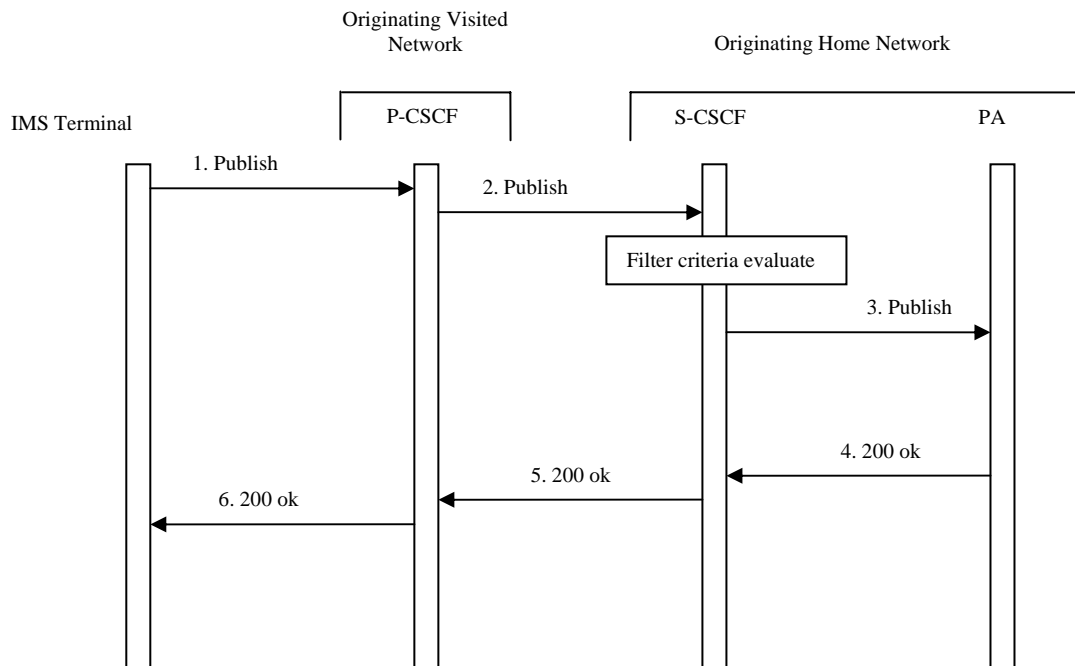 Originating Visited
Network
Originating Home Network
P-CSCF
S-CSCF
PA
IMS Terminal
1. Publish
2. Publish
Filter criteria evaluate
3. Publish
4. 200 ok
5. 200 ok
6. 200 ok